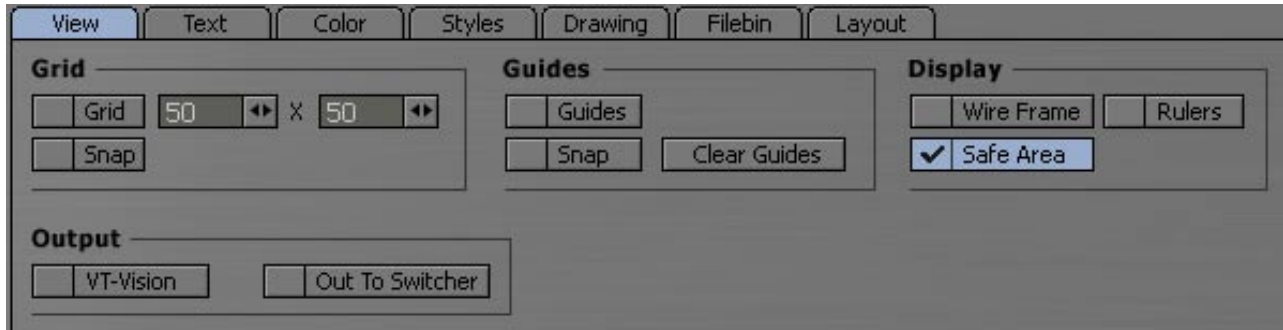 View Text Color Styles Drawing Filebin Layout
Grid Guides Display
Grid 50 X 50 Guides Wire Frame Rulers
Snap Snap Clear Guides Safe Area
Output
VT-Vision Out To Switcher